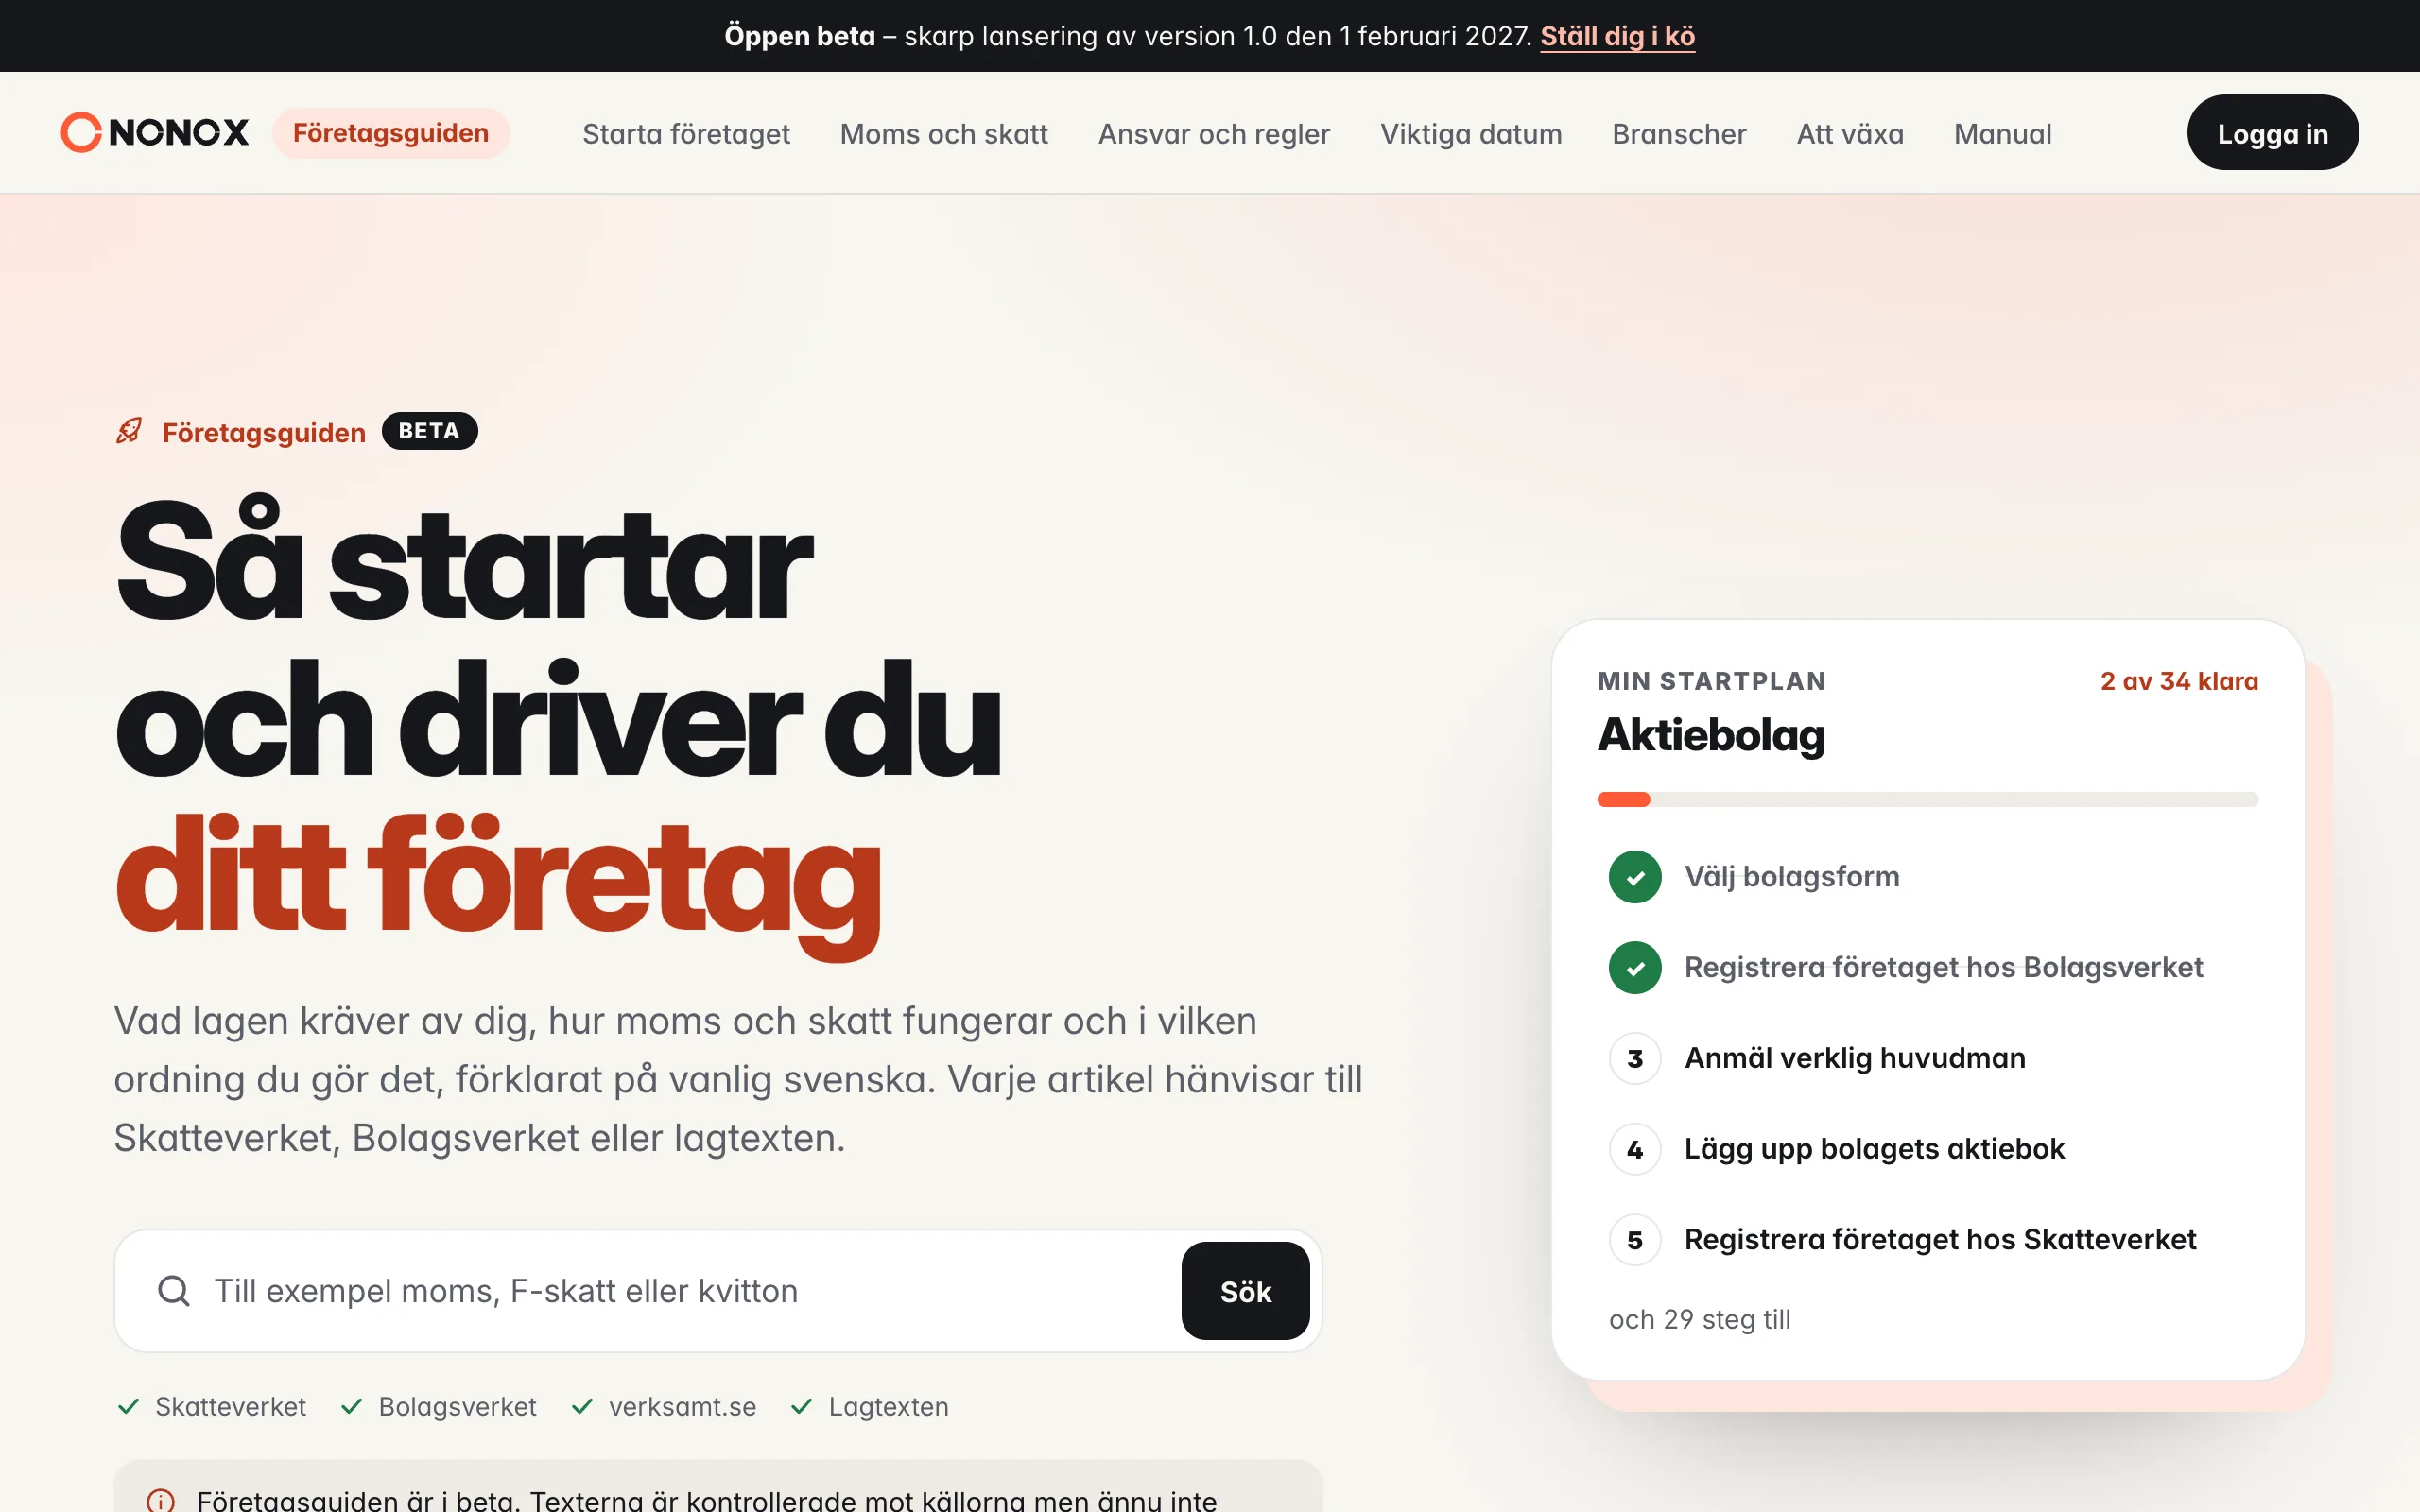 Öppen beta – skarp lansering av version 1.0 den 1 februari 2027. Ställ dig i kö
NONOX Företagsguiden Starta företaget Moms och skatt Ansvar och regler Viktiga datum Branscher Att växa Manual Logga in
Företagsguiden BETA
Så startar
och driver du
ditt företag
Vad lagen kräver av dig, hur moms och skatt fungerar och i vilken
ordning du gör det, förklarat på vanlig svenska. Varje artikel hänvisar till
Skatteverket, Bolagsverket eller lagtexten.
Till exempel moms, F-skatt eller kvitton Sök
Skatteverket Bolagsverket verksamt.se Lagtexten
Företagsguiden är i beta. Texterna är kontrollerade mot källorna men ännu inte
MIN STARTPLAN 2 av 34 klara
Aktiebolag
Välj bolagsform
Registrera företaget hos Bolagsverket
3 Anmäl verklig huvudman
4 Lägg upp bolagets aktiebok
5 Registrera företaget hos Skatteverket
och 29 steg till